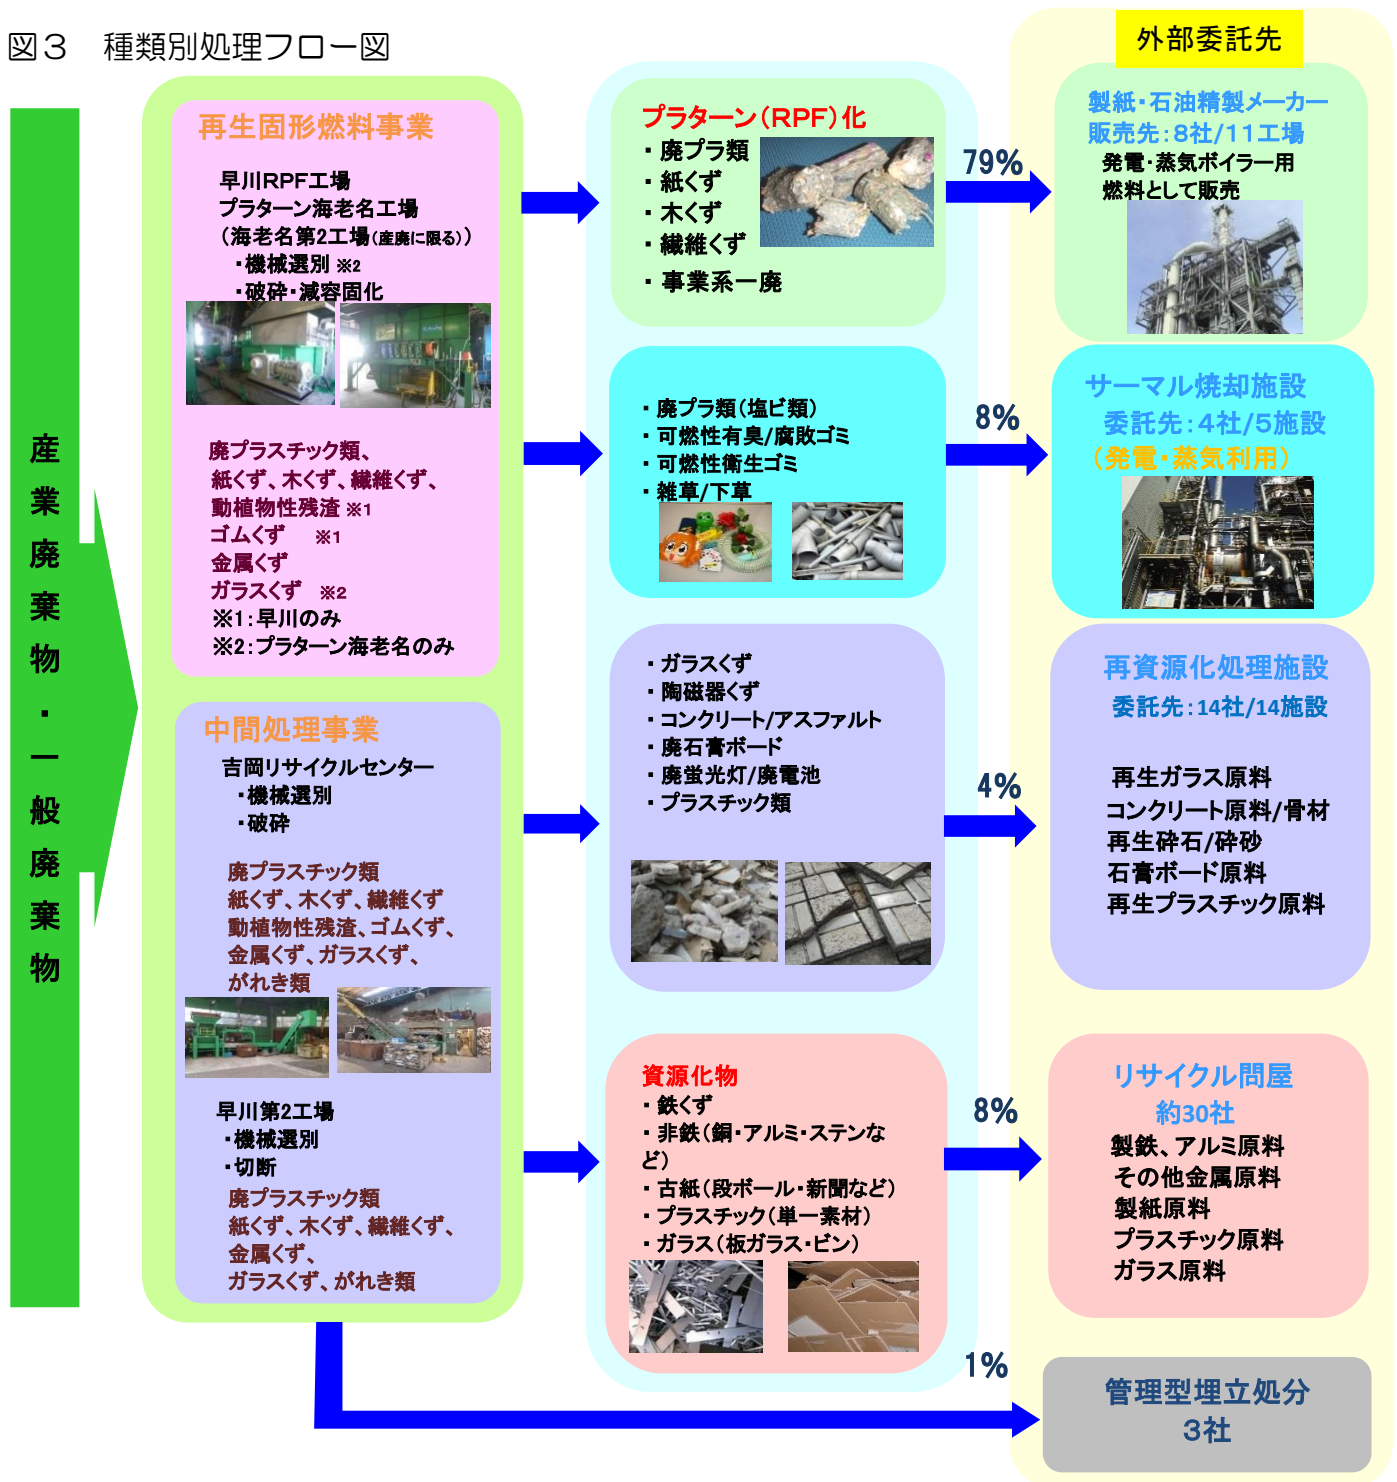 図３　種類別処理フロー図
産業廃棄物・一般廃棄物
再生固形燃料事業
早川RPF工場
プラターン海老名工場
（海老名第2工場（産廃に限る））
・機械選別 ※2
・破砕・減容固化
廃プラスチック類、
紙くず、木くず、繊維くず、
動植物性残渣 ※1
ゴムくず　※1
金属くず
ガラスくず　※2
※1：早川のみ
※2：プラターン海老名のみ
中間処理事業
吉岡リサイクルセンター
・機械選別
・破砕
廃プラスチック類
紙くず、木くず、繊維くず
動植物性残渣、ゴムくず、
金属くず、ガラスくず、
がれき類
早川第2工場
・機械選別
・切断
廃プラスチック類
紙くず、木くず、繊維くず、
金属くず、
ガラスくず、がれき類
プラターン（RPF）化
・廃プラ類
・紙くず
・木くず
・繊維くず
・事業系一廃
・廃プラ類（塩ビ類）
・可燃性有臭/腐敗ゴミ
・可燃性衛生ゴミ
・雑草/下草
・ガラスくず
・陶磁器くず
・コンクリート/アスファルト
・廃石膏ボード
・廃蛍光灯/廃電池
・プラスチック類
資源化物
・鉄くず
・非鉄（銅・アルミ・ステンな
ど）
・古紙（段ボール・新聞など）
・プラスチック（単一素材）
・ガラス（板ガラス・ビン）
79%
8%
4%
8%
1%
外部委託先
製紙・石油精製メーカー
販売先：８社/１１工場
発電・蒸気ボイラー用
燃料として販売
サーマル焼却施設
委託先：４社/５施設
（発電・蒸気利用）
再資源化処理施設
委託先：14社/14施設
再生ガラス原料
コンクリート原料/骨材
再生砕石/砕砂
石膏ボード原料
再生プラスチック原料
リサイクル問屋
約30社
製鉄、アルミ原料
その他金属原料
製紙原料
プラスチック原料
ガラス原料
管理型埋立処分
３社